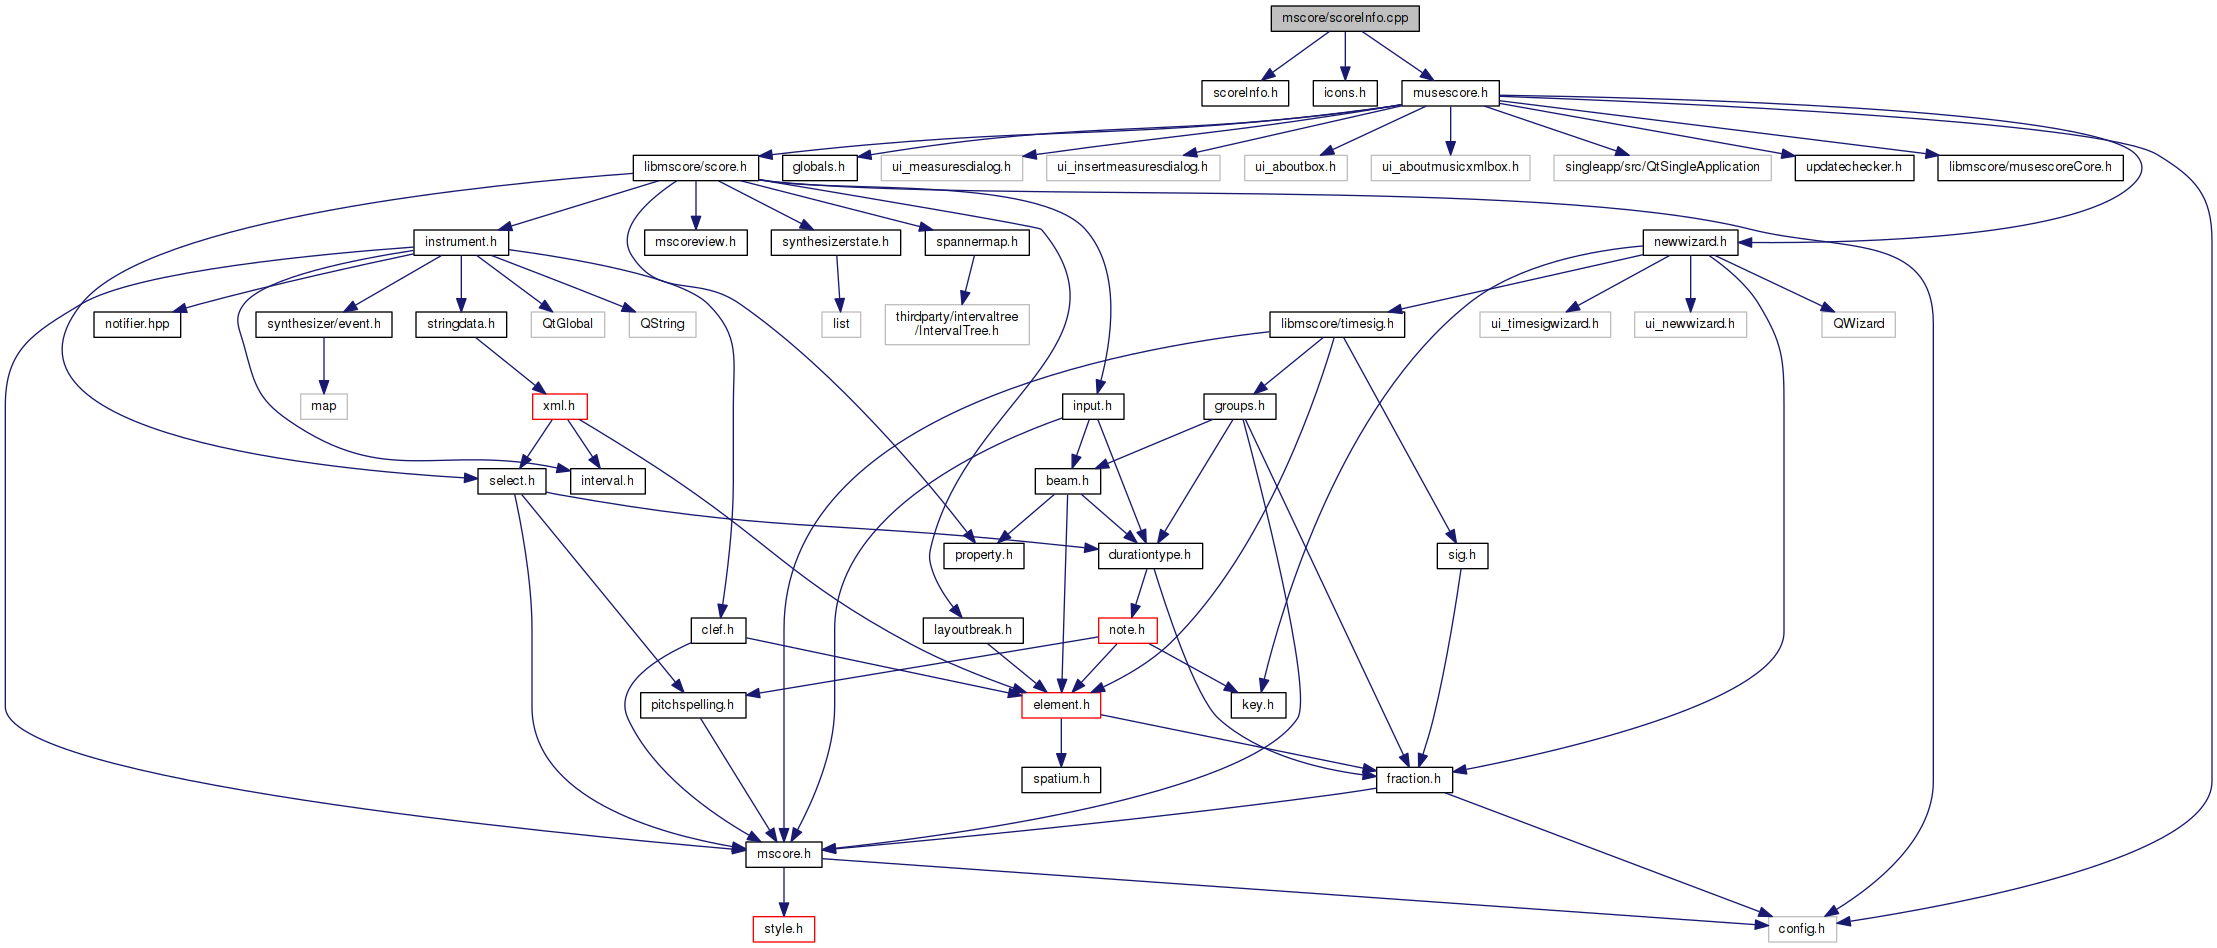 mscore/scoreInfo.cpp
scoreInfo.h
icons.h
musescore.h
libmscore/score.h
globals.h
ui_measuresdialog.h
ui_insertmeasuresdialog.h
ui_aboutbox.h
ui_aboutmusicxmlbox.h
singleapp/src/QtSingleApplication
updatechecker.h
libmscore/musescoreCore.h
instrument.h
mscoreview.h
synthesizerstate.h
spannermap.h
newwizard.h
notifier.hpp
synthesizer/event.h
stringdata.h
QtGlobal
QString
list
thirdparty/intervaltree
/IntervalTree.h
libmscore/timesig.h
ui_timesigwizard.h
ui_newwizard.h
QWizard
map
xml.h
input.h
groups.h
select.h
interval.h
beam.h
property.h
durationtype.h
sig.h
clef.h
layoutbreak.h
note.h
pitchspelling.h
element.h
key.h
spatium.h
fraction.h
mscore.h
style.h
config.h